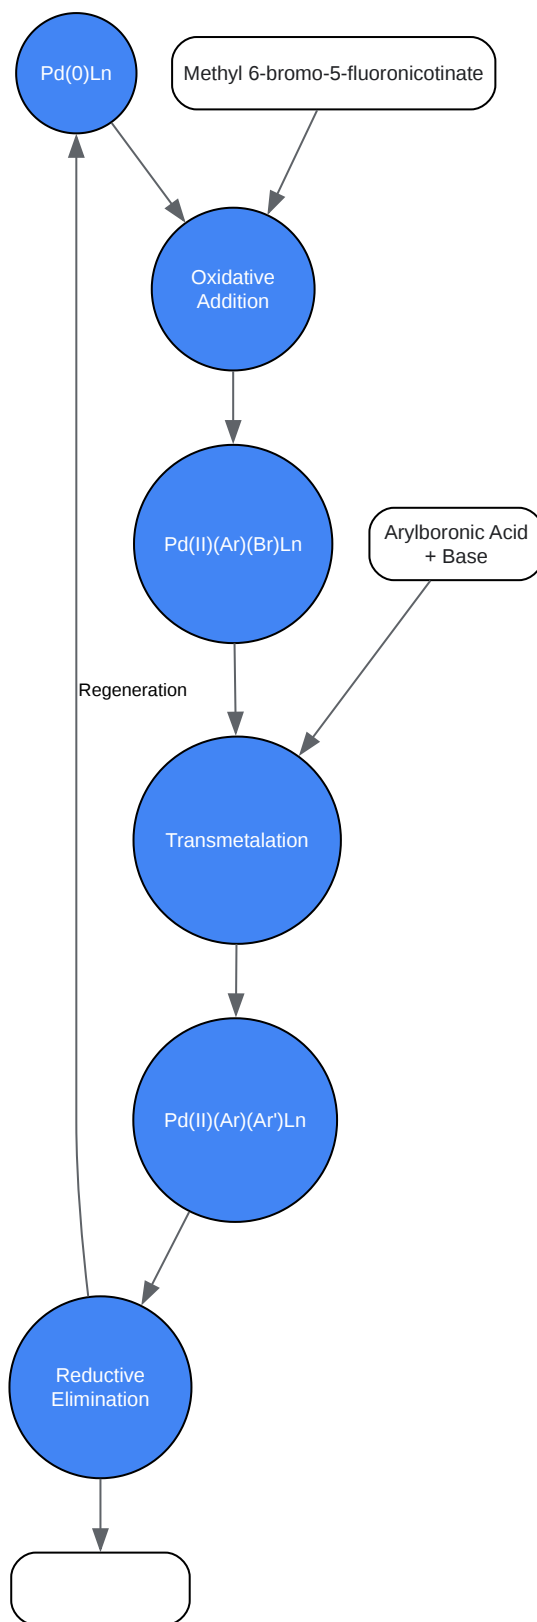 Pd(0)Ln
Methyl 6-bromo-5-fluoronicotinate
Oxidative
Addition
Pd(II)(Ar)(Br)Ln
Arylboronic Acid
+ Base
Regeneration
Transmetalation
Pd(II)(Ar)(Ar')Ln
Reductive
Elimination